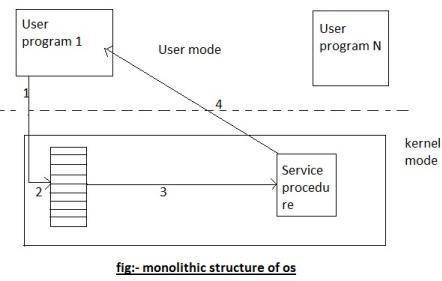 User
program 1
User
program N
User mode
1
4
kernel
mode
2
3
Service
procedu
re
fig:- monolithic structure of os